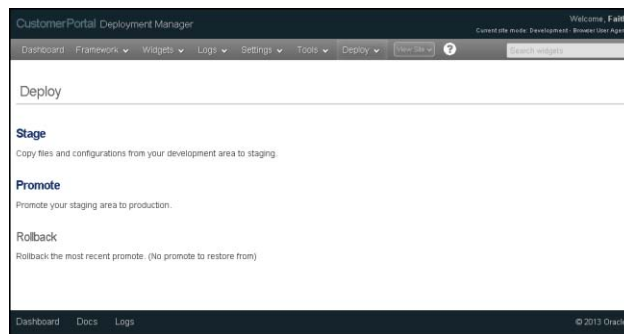 CustomerPortal Deployment Manager
Welcome, Faith
Current site mode: Development - Browser User Agen
Dashboard Framework Widgets Logs Settings Tools Deploy View Site ?
Search widgets
Deploy
Stage
Copy files and configurations from your development area to staging.
Promote
Promote your staging area to production.
Rollback
Rollback the most recent promote. (No promote to restore from)
Dashboard Docs Logs
© 2013 Oracle